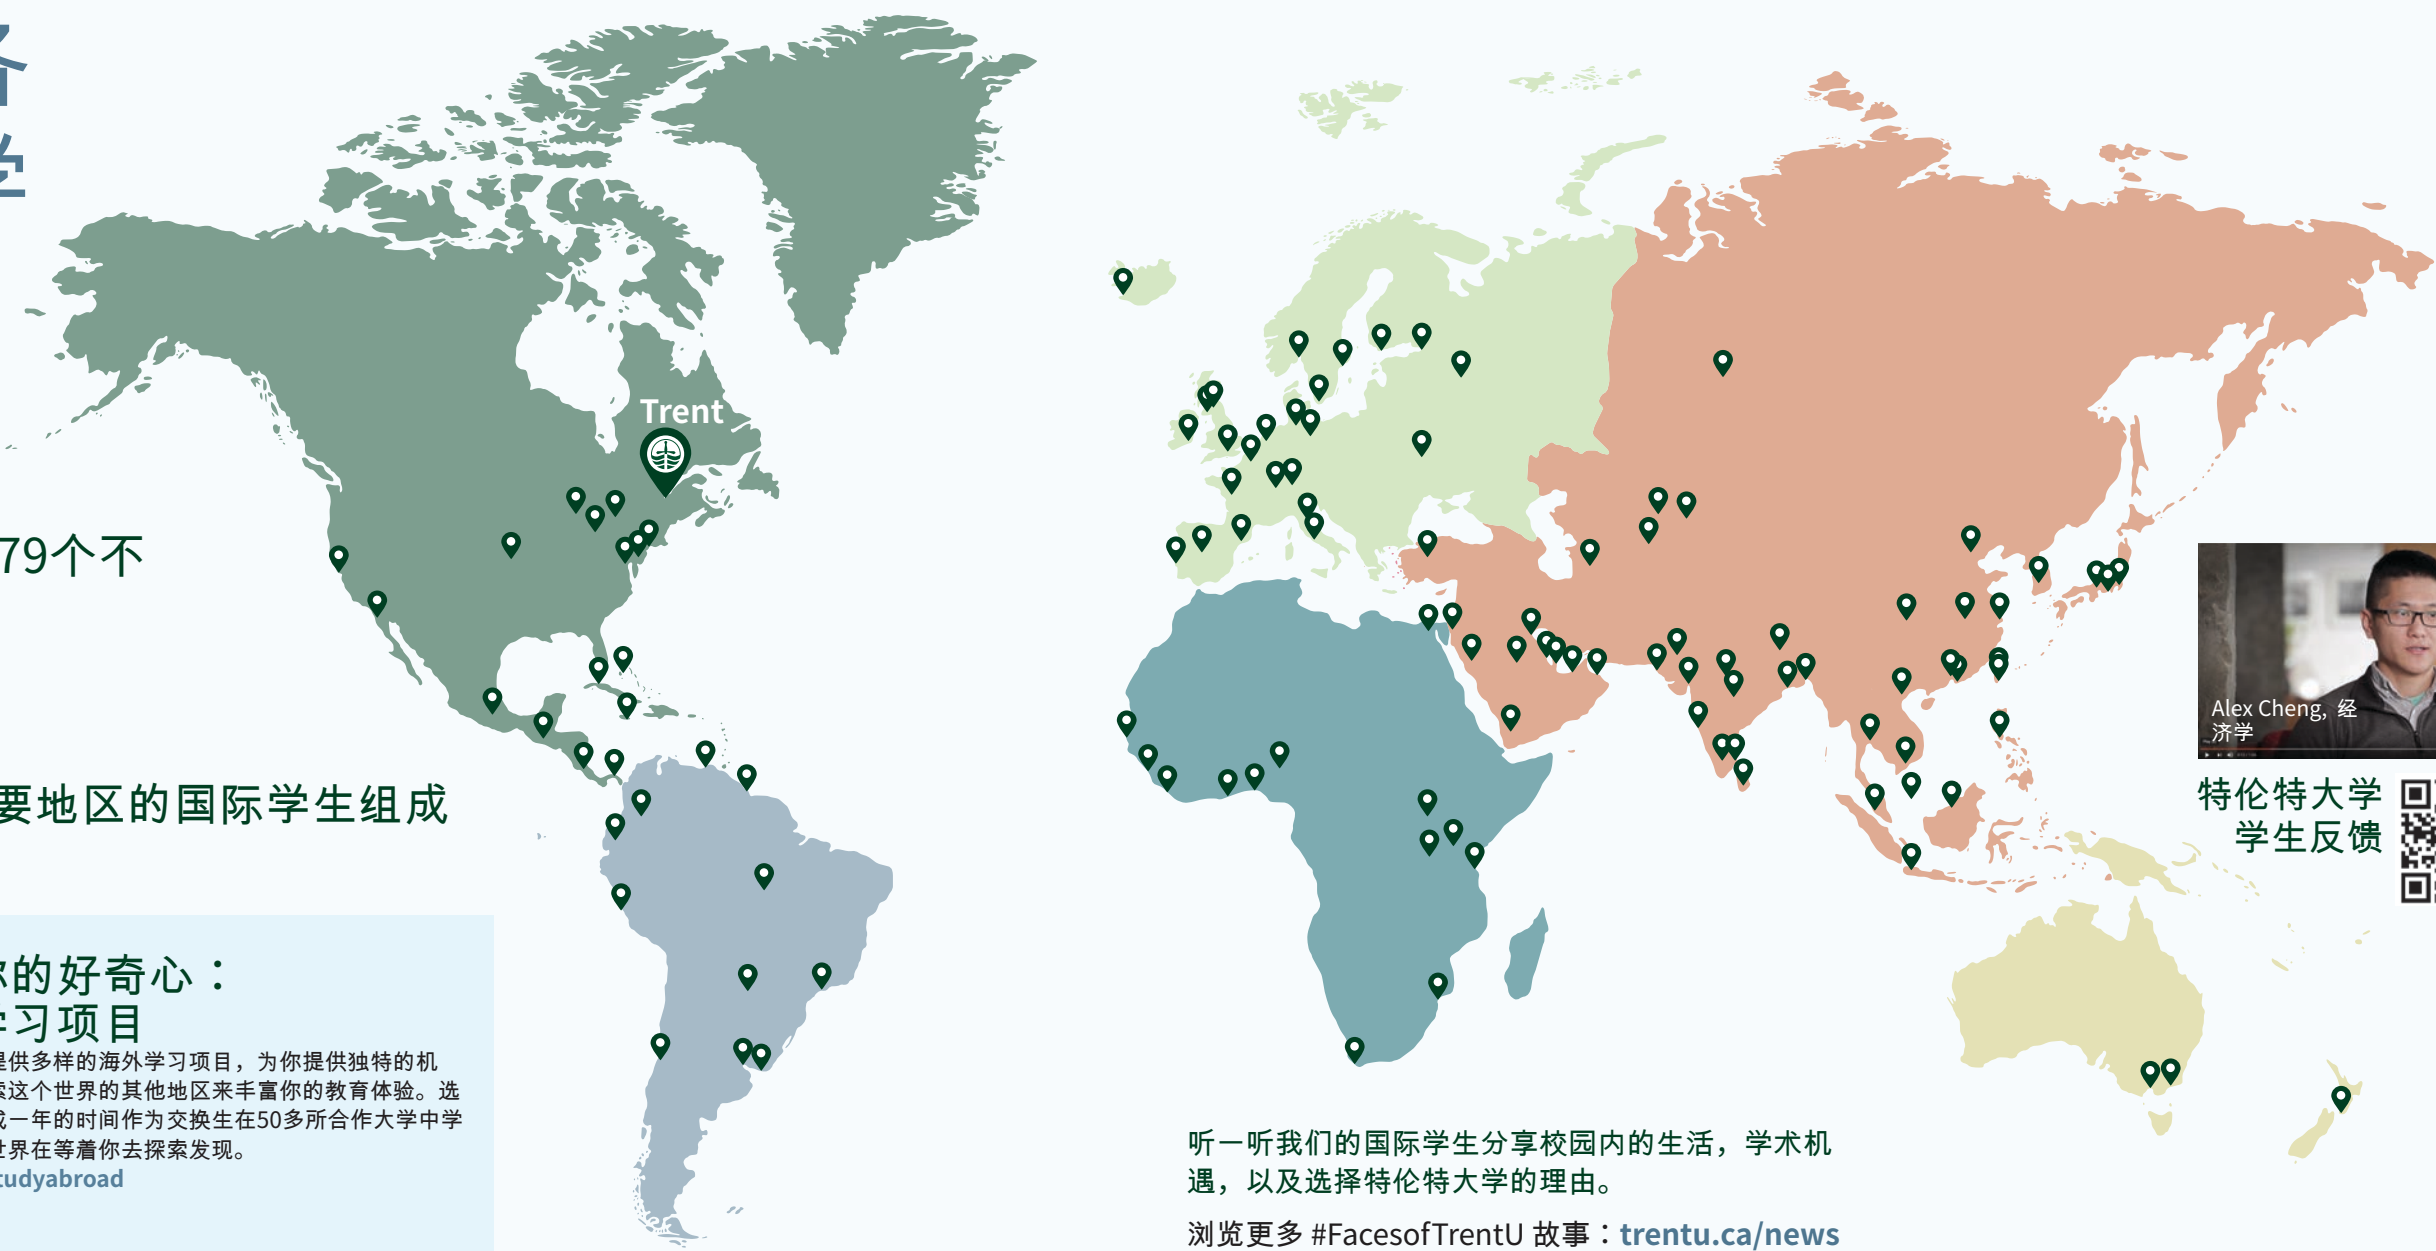 学
Trent
79个不
要地区的国际学生组成
的好奇心：
习项目
提供多样的海外学习项目，为你提供独特的机
索这个世界的其他地区来丰富你的教育体验。选
或一年的时间作为交换生在50多所合作大学中学
世界在等着你去探索发现。
tudyabroad
Alex Cheng, 经
济学
特伦特大学
学生反馈
听一听我们的国际学生分享校园内的生活，学术机
遇，以及选择特伦特大学的理由。
浏览更多 #FacesofTrentU 故事：trentu.ca/news